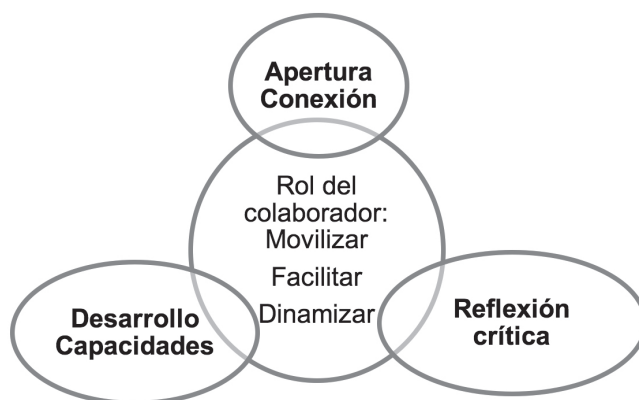 Apertura
Conexión
Rol del
colaborador:
Movilizar
Facilitar
Dinamizar
Desarrollo
Capacidades
Reflexión
crítica